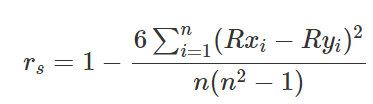 r_s = 1 - \frac{6 \sum_{i=1}^{n} (Rx_i - Ry_i)^2}{n(n^2 - 1)}